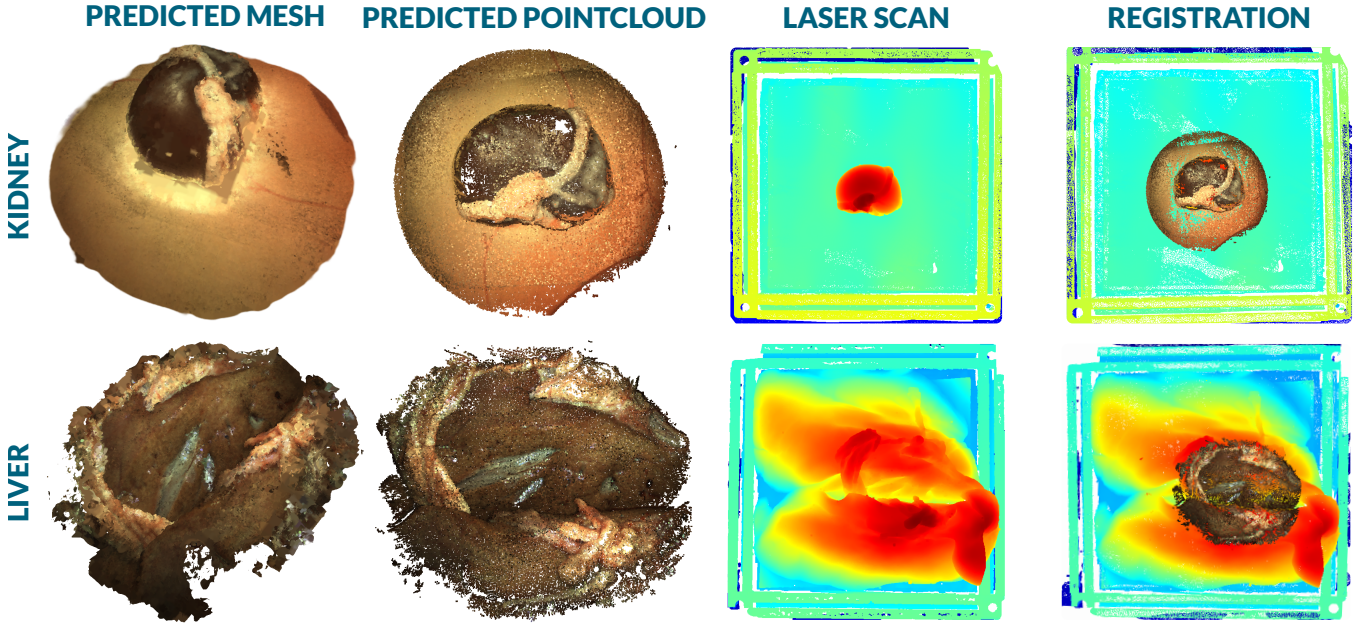 PREDICTED MESH
PREDICTED POINTCLOUD
LASER SCAN
REGISTRATION
KIDNEY
LIVER